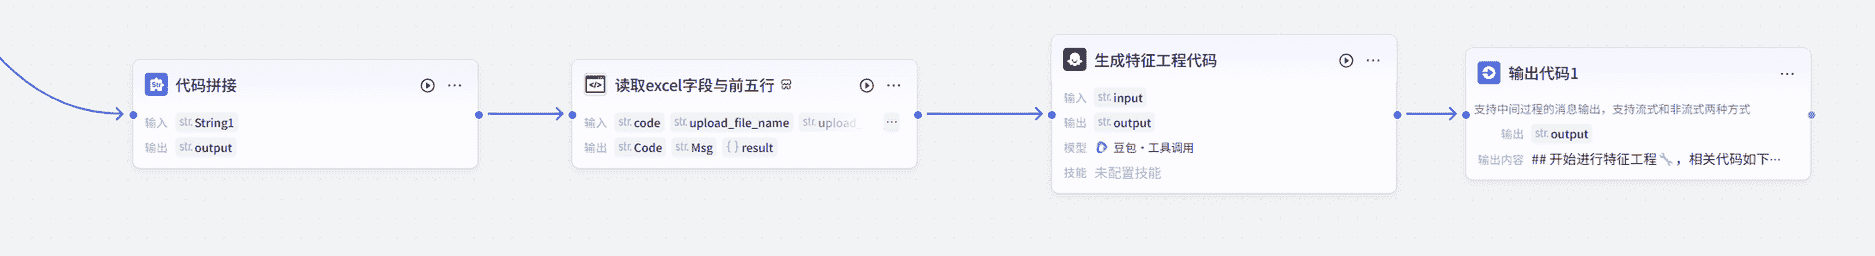 代码拼接
输入 str. String1
输出 str. output
读取excel字段与前五行
输入 str. code str. upload_file_name str. upload_ ...
输出 str. Code str. Msg { } result
生成特征工程代码
输入 str. input
输出 str. output
模型 豆包·工具调用
技能 未配置技能
输出代码1
支持中间过程的消息输出，支持流式和非流式两种方式
输出 str. output
输出内容 ## 开始进行特征工程🔧，相关代码如下...